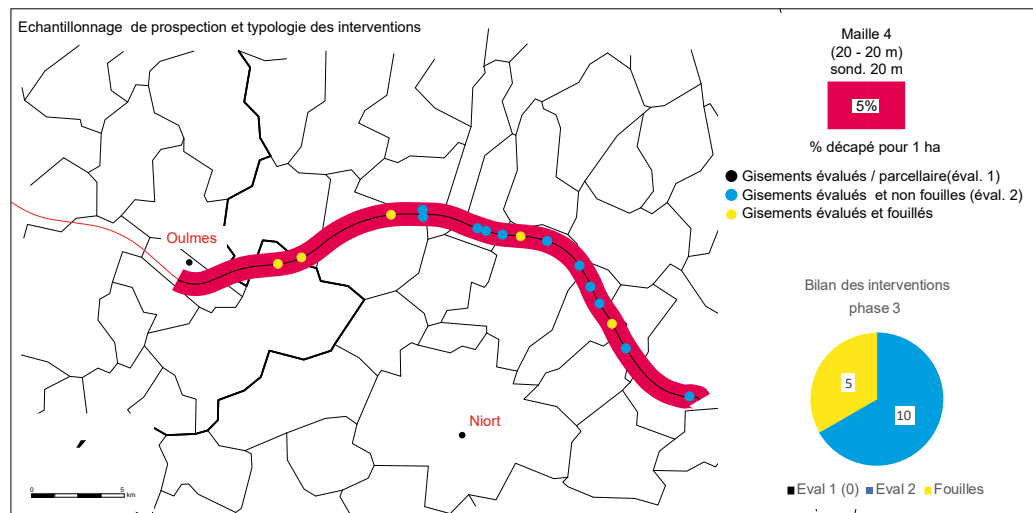 Echantillonnage de prospection et typologie des interventions
Maille 4
(20 - 20 m)
sond. 20 m
5%
% décapé pour 1 ha
Gisements évalués / parcellaire(éval. 1)
Gisements évalués et non fouilles (éval. 2)
Gisements évalués et fouillés
Oulmes
Niort
0
5
km
Bilan des interventions
phase 3
5
10
Eval 1 (0) Eval 2 Fouilles